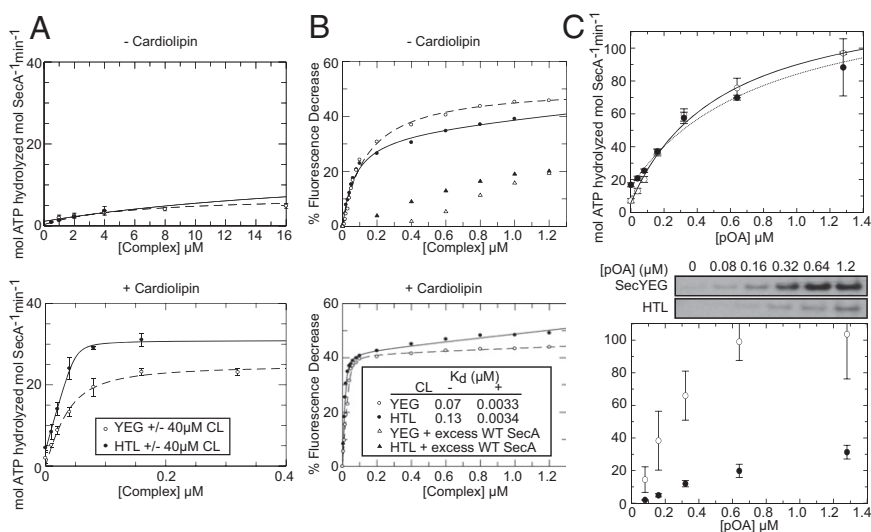 A
- Cardiolipin
mol ATP hydrolyzed mol SecA-1min-1
40
20
0
0 2 4 6 8 10 12 14 16
[Complex] µM
+ Cardiolipin
mol ATP hydrolyzed mol SecA-1min-1
40
30
20
10
0
YEG +/- 40µM CL
HTL +/- 40µM CL
0 0.2 0.4
[Complex] µM
B
- Cardiolipin
% Fluorescence Decrease
60
50
40
30
20
10
0
0.2 0.4 0.6 0.8 1.0 1.2
[Complex] µM
+ Cardiolipin
% Fluorescence Decrease
60
40
20
0
Kd (µM)
CL - +
YEG 0.07 0.0033
HTL 0.13 0.0034
YEG + excess WT SecA
HTL + excess WT SecA
0 0.2 0.4 0.6 0.8 1.0 1.2
[Complex] µM
C
mol ATP hydrolyzed mol SecA-1min-1
100
80
60
40
20
0
0 0.2 0.4 0.6 0.8 1.0 1.2 1.4
[pOA] µM
[pOA] (µM) 0 0.08 0.16 0.32 0.64 1.2
SecYEG
HTL
100
80
60
40
20
0
0 0.2 0.4 0.6 0.8 1.0 1.2 1.4
[pOA] µM